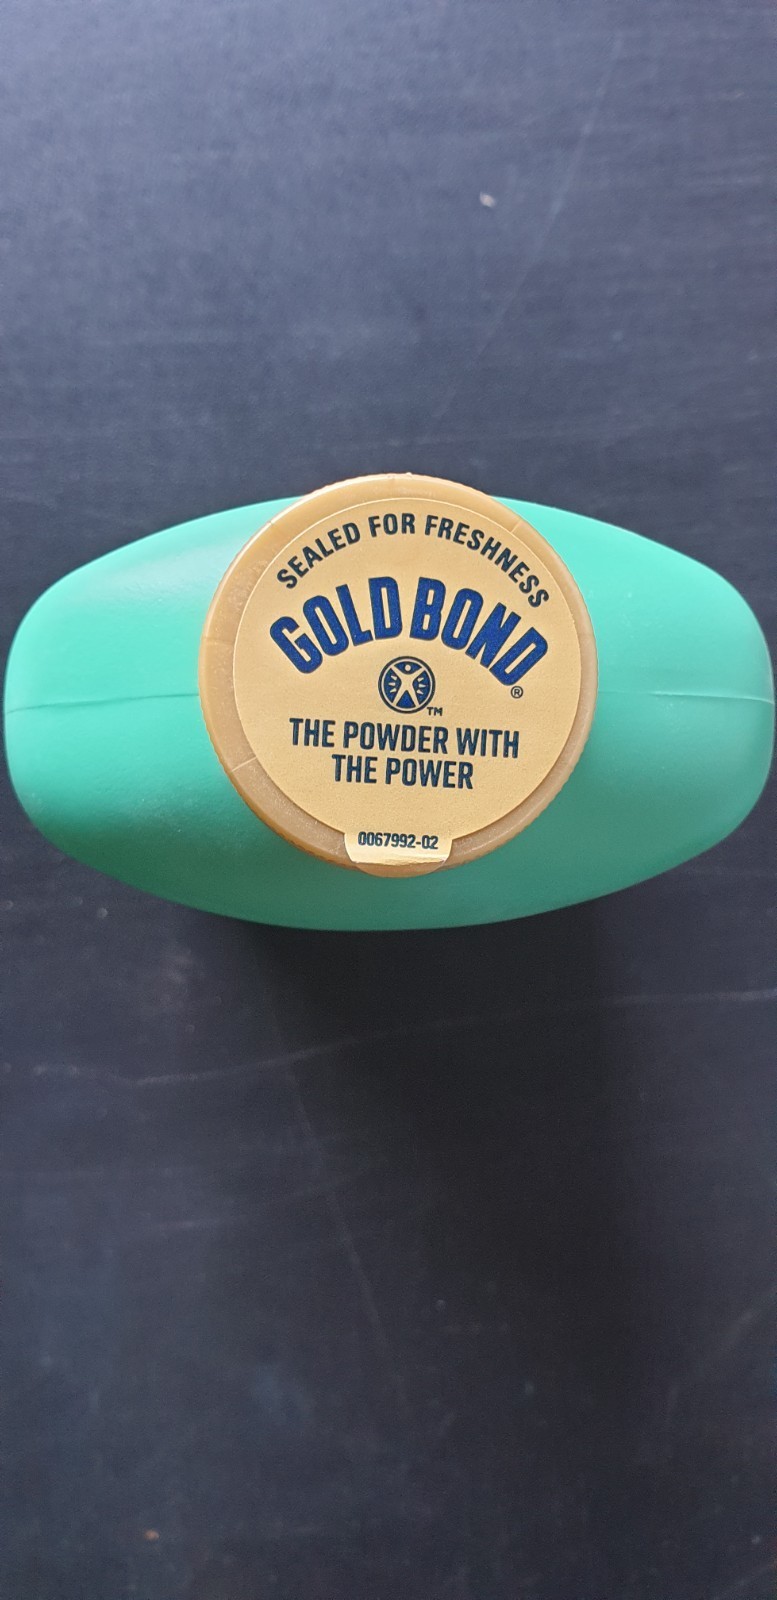 SEALED FOR FRESHNESS
GOLD BOND®
TM
THE POWDER WITH
THE POWER
0067992-02